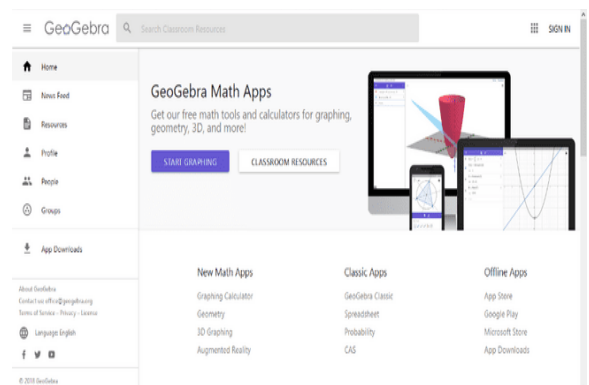 GeoGebra
Search Classroom Resources
SIGN IN
Home
News Feed
Resources
Profile
People
Groups
App Downloads
About GeoGebra
Contact us: office@geogebra.org
Terms of Service - Privacy - License
Language: English
© 2018 GeoGebra
GeoGebra Math Apps
Get our free math tools and calculators for graphing,
geometry, 3D, and more!
START GRAPHING
CLASSROOM RESOURCES
New Math Apps
Graphing Calculator
Geometry
3D Graphing
Augmented Reality
Classic Apps
GeoGebra Classic
Spreadsheet
Probability
CAS
Offline Apps
App Store
Google Play
Microsoft Store
App Downloads